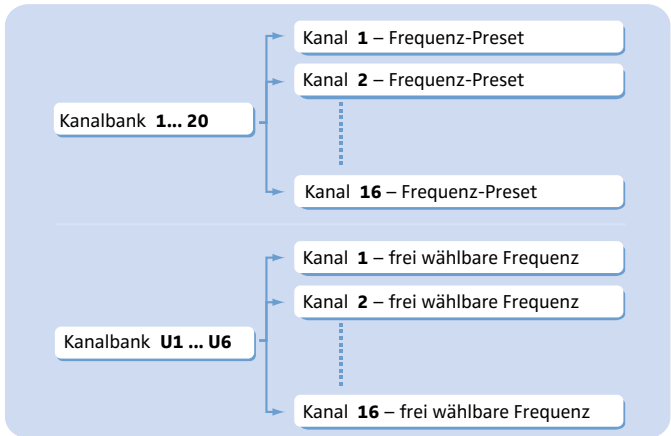 Kanal 1 – Frequenz-Preset
Kanal 2 – Frequenz-Preset
Kanalbank 1... 20
Kanal 16 – Frequenz-Preset
Kanal 1 – frei wählbare Frequenz
Kanal 2 – frei wählbare Frequenz
Kanalbank U1 ... U6
Kanal 16 – frei wählbare Frequenz